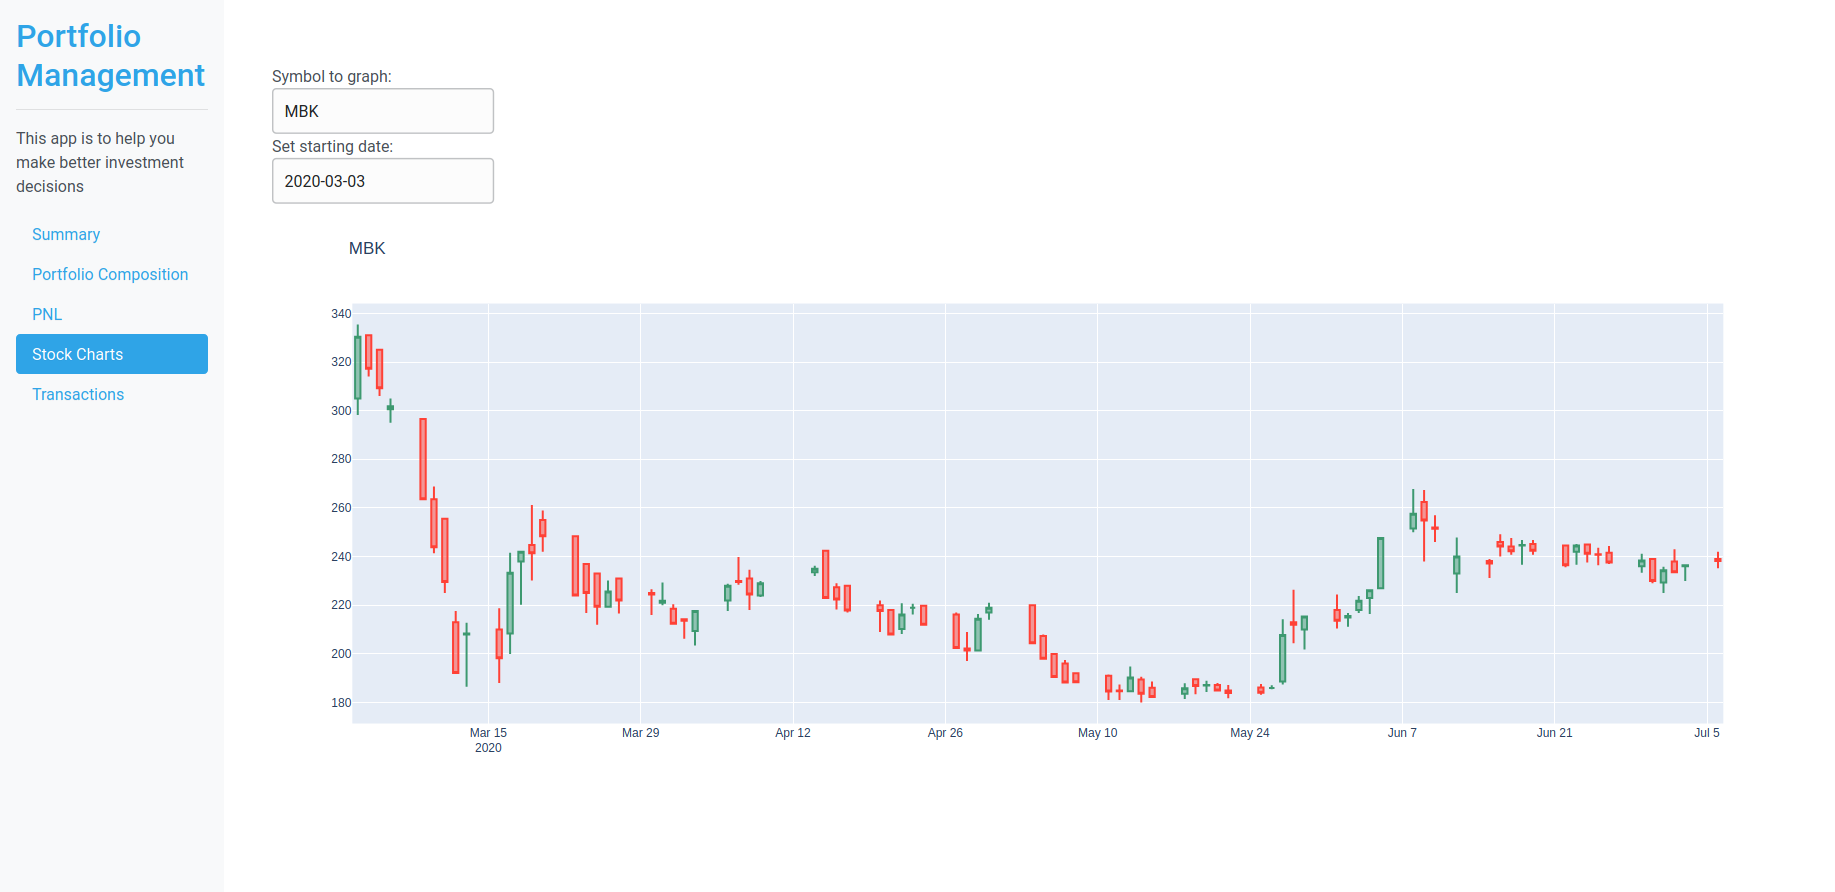 Portfolio
Management
This app is to help you
make better investment
decisions
Summary
Portfolio Composition
PNL
Stock Charts
Transactions
Symbol to graph:
MBK
Set starting date:
2020-03-03
MBK
340
320
300
280
260
240
220
200
180
Mar 15 Mar 29 Apr 12 Apr 26 May 10 May 24 Jun 7 Jun 21 Jul 5
2020